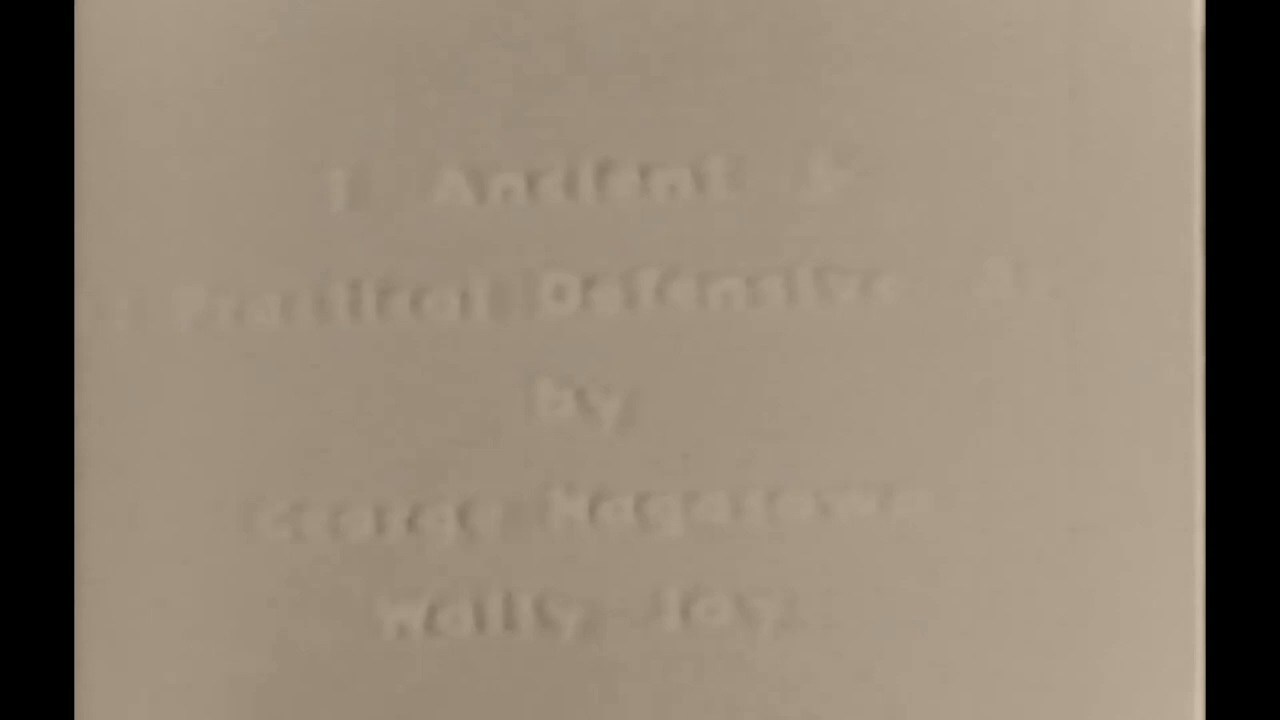 Ancient &
Practical Defensive
by
George Nagasawa
Wally Jay